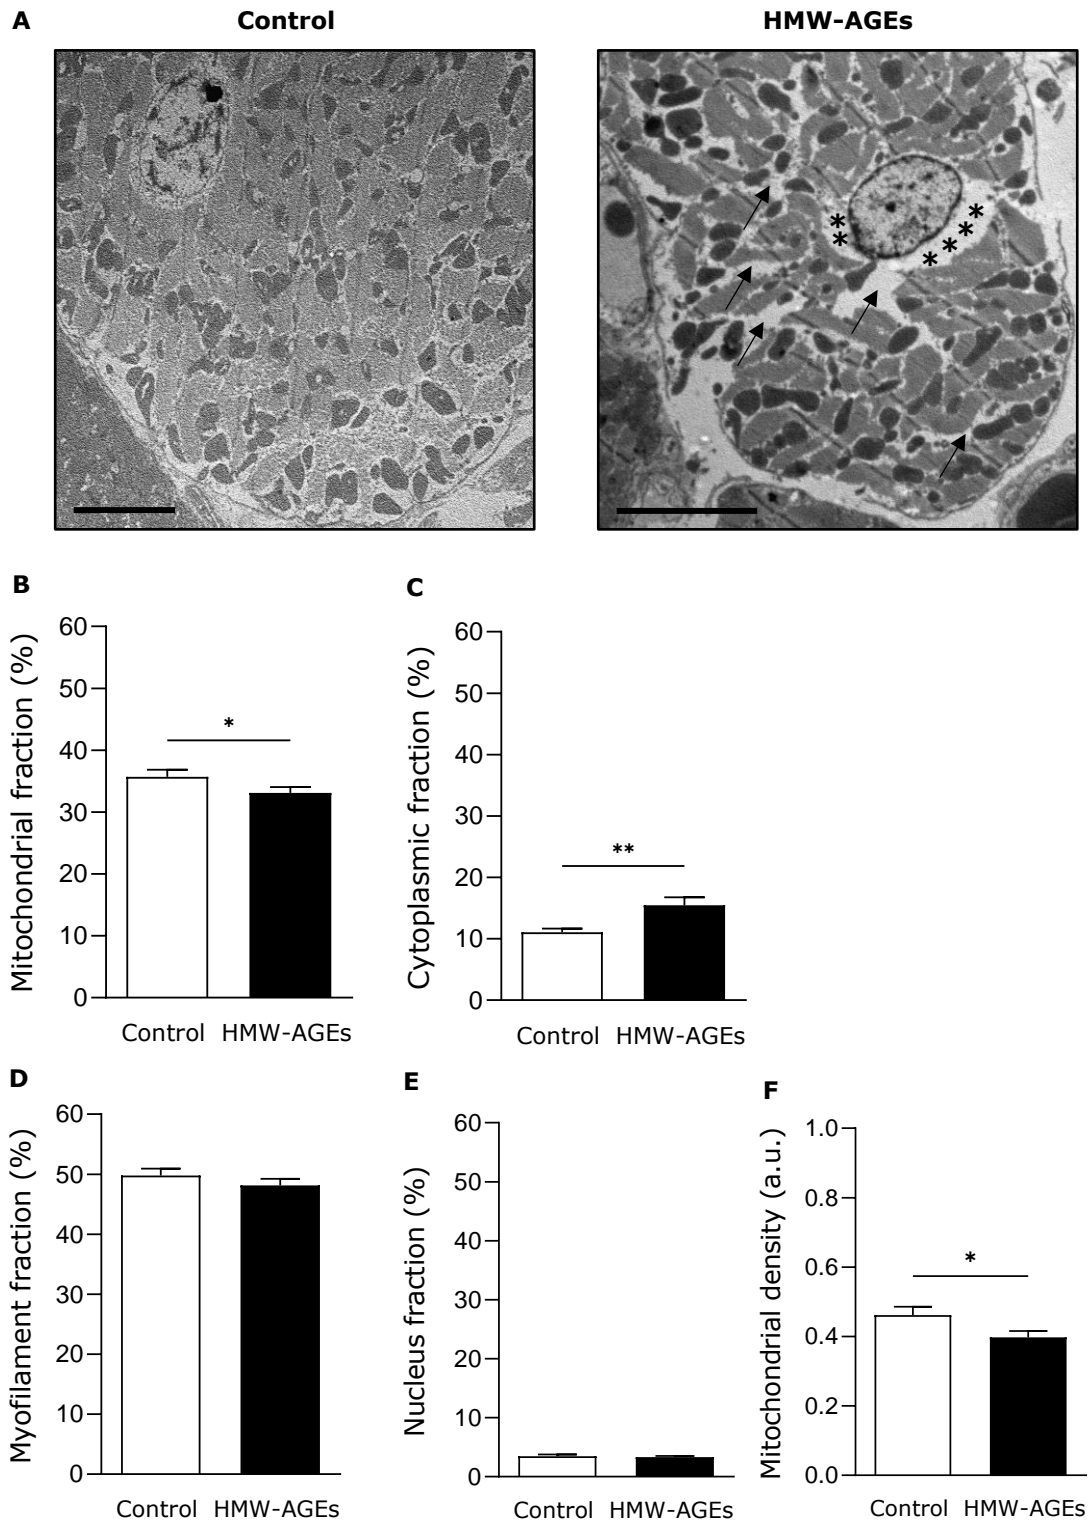 A
Control
HMW-AGEs
*
*
*
*
*
*
B
Mitochondrial fraction (%)
60
50
40
30
20
10
0
*
Control HMW-AGEs
C
Cytoplasmic fraction (%)
60
50
40
30
20
10
0
**
Control HMW-AGEs
D
Myofilament fraction (%)
60
50
40
30
20
10
0
Control HMW-AGEs
E
Nucleus fraction (%)
60
50
40
30
20
10
0
Control HMW-AGEs
F
Mitochondrial density (a.u.)
1.0
0.8
0.6
0.4
0.2
0.0
*
Control HMW-AGEs